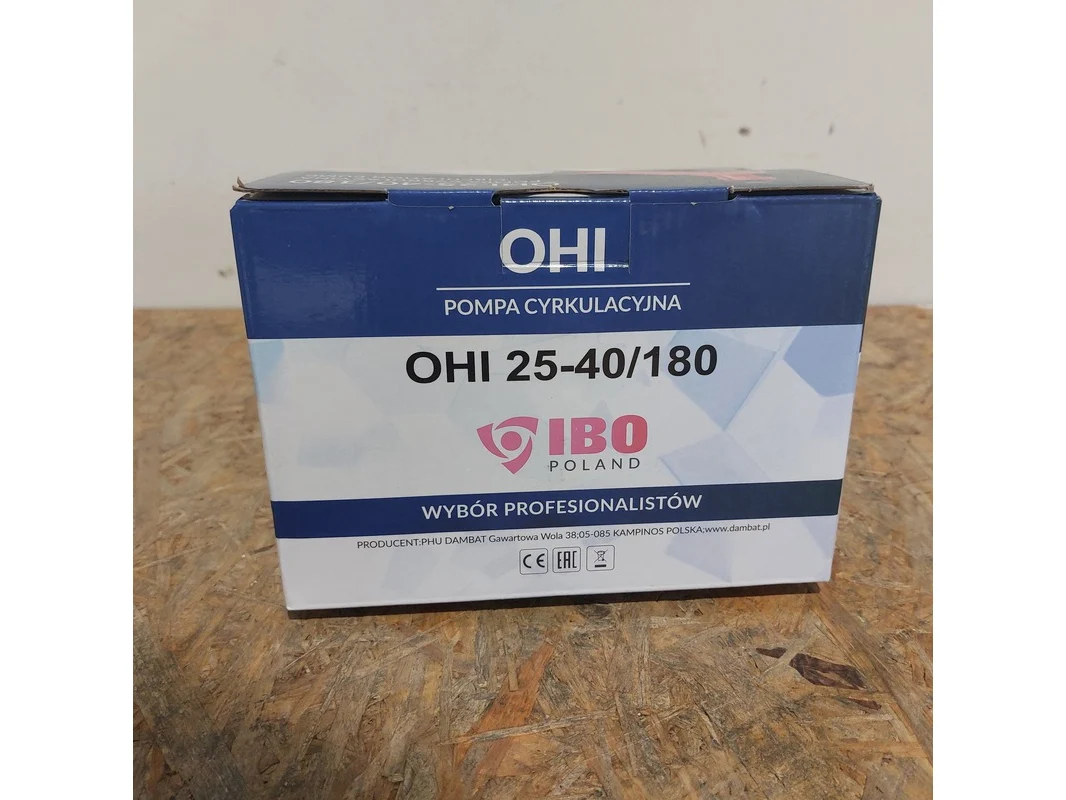 OHI
POMPA CYRKULACYJNA
OHI 25-40/180
IBO
POLAND
WYBÓR PROFESIONALISTÓW
PRODUCENT:PHU DAMBAT Gawartowa Wola 38;05-085 KAMPINOS POLSKA;www.dambat.pl
CE EAC